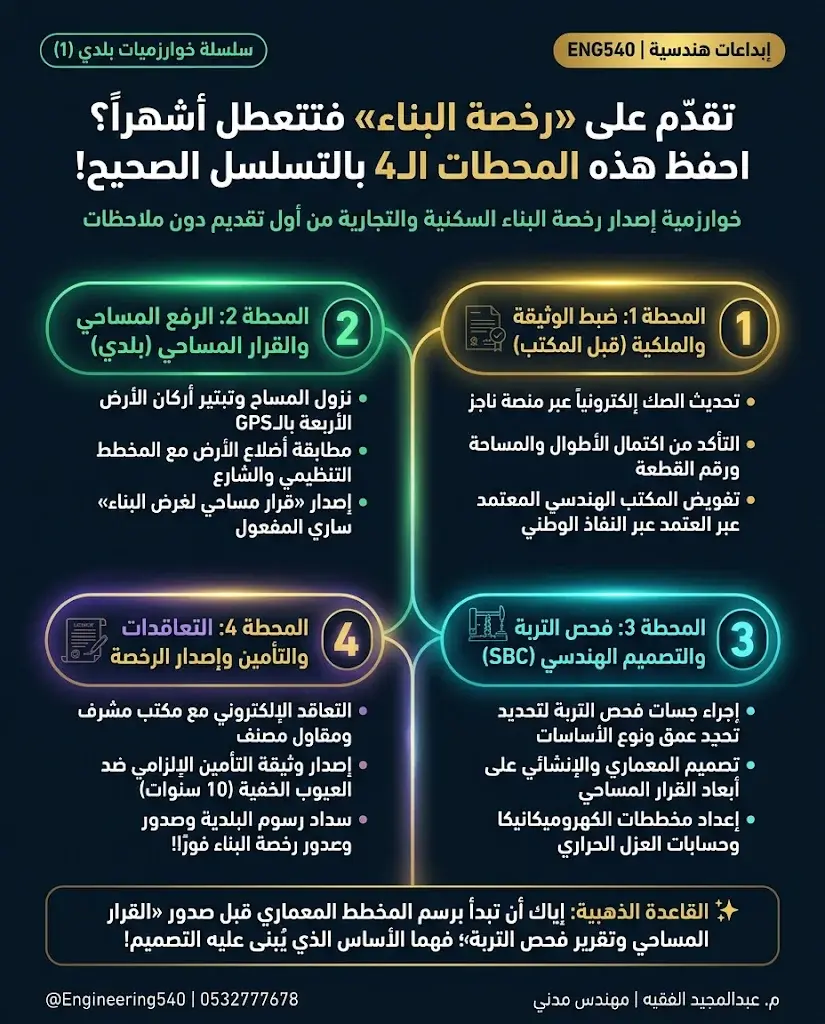 إبداعات هندسية | ENG540
سلسلة خوارزميات بلدي (1)
تقدّم على «رخصة البناء» فتتعطل أشهراً؟
احفظ هذه المحطات الـ4 بالتسلسل الصحيح!
خوارزمية إصدار رخصة البناء السكنية والتجارية من أول تقديم دون ملاحظات
1
المحطة 1: ضبط الوثيقة
والملكية (قبل المكتب)
• تحديث الصك إلكترونياً عبر منصة ناجز
• التأكد من اكتمال الأطوال والمساحة
ورقم القطعة
• تفويض المكتب الهندسي المعتمد
عبر العتمد عبر النفاذ الوطني
2
المحطة 2: الرفع المساحي
والقرار المساحي (بلدي)
• نزول المساح وتبتير أركان الأرض
الأربعة بالـGPS
• مطابقة أضلاع الأرض مع المخطط
التنظيمي والشارع
• إصدار «قرار مساحي لغرض البناء»
ساري المفعول
3
المحطة 3: فحص التربة
والتصميم الهندسي (SBC)
• إجراء جسات فحص التربة لتحديد
تحيد عمق ونوع الأساسات
• تصميم المعماري والإنشائي على
أبعاد القرار المساحي
• إعداد مخططات الكهروميكانيكا
وحسابات العزل الحراري
4
المحطة 4: التعاقدات
والتأمين وإصدار الرخصة
• التعاقد الإلكتروني مع مكتب مشرف
ومقاول مصنف
• إصدار وثيقة التأمين الإلزامي ضد
العيوب الخفية (10 سنوات)
• سداد رسوم البلدية وصدور
وصدور رخصة البناء فورًا!!
القاعدة الذهبية: إياك أن تبدأ برسم المخطط المعماري قبل صدور «القرار
المساحي وتقرير فحص التربة»؛ فهما الأساس الذي يُبنى عليه التصميم!
م. عبدالمجيد الفقيه | مهندس مدني
@Engineering540 | 0532777678